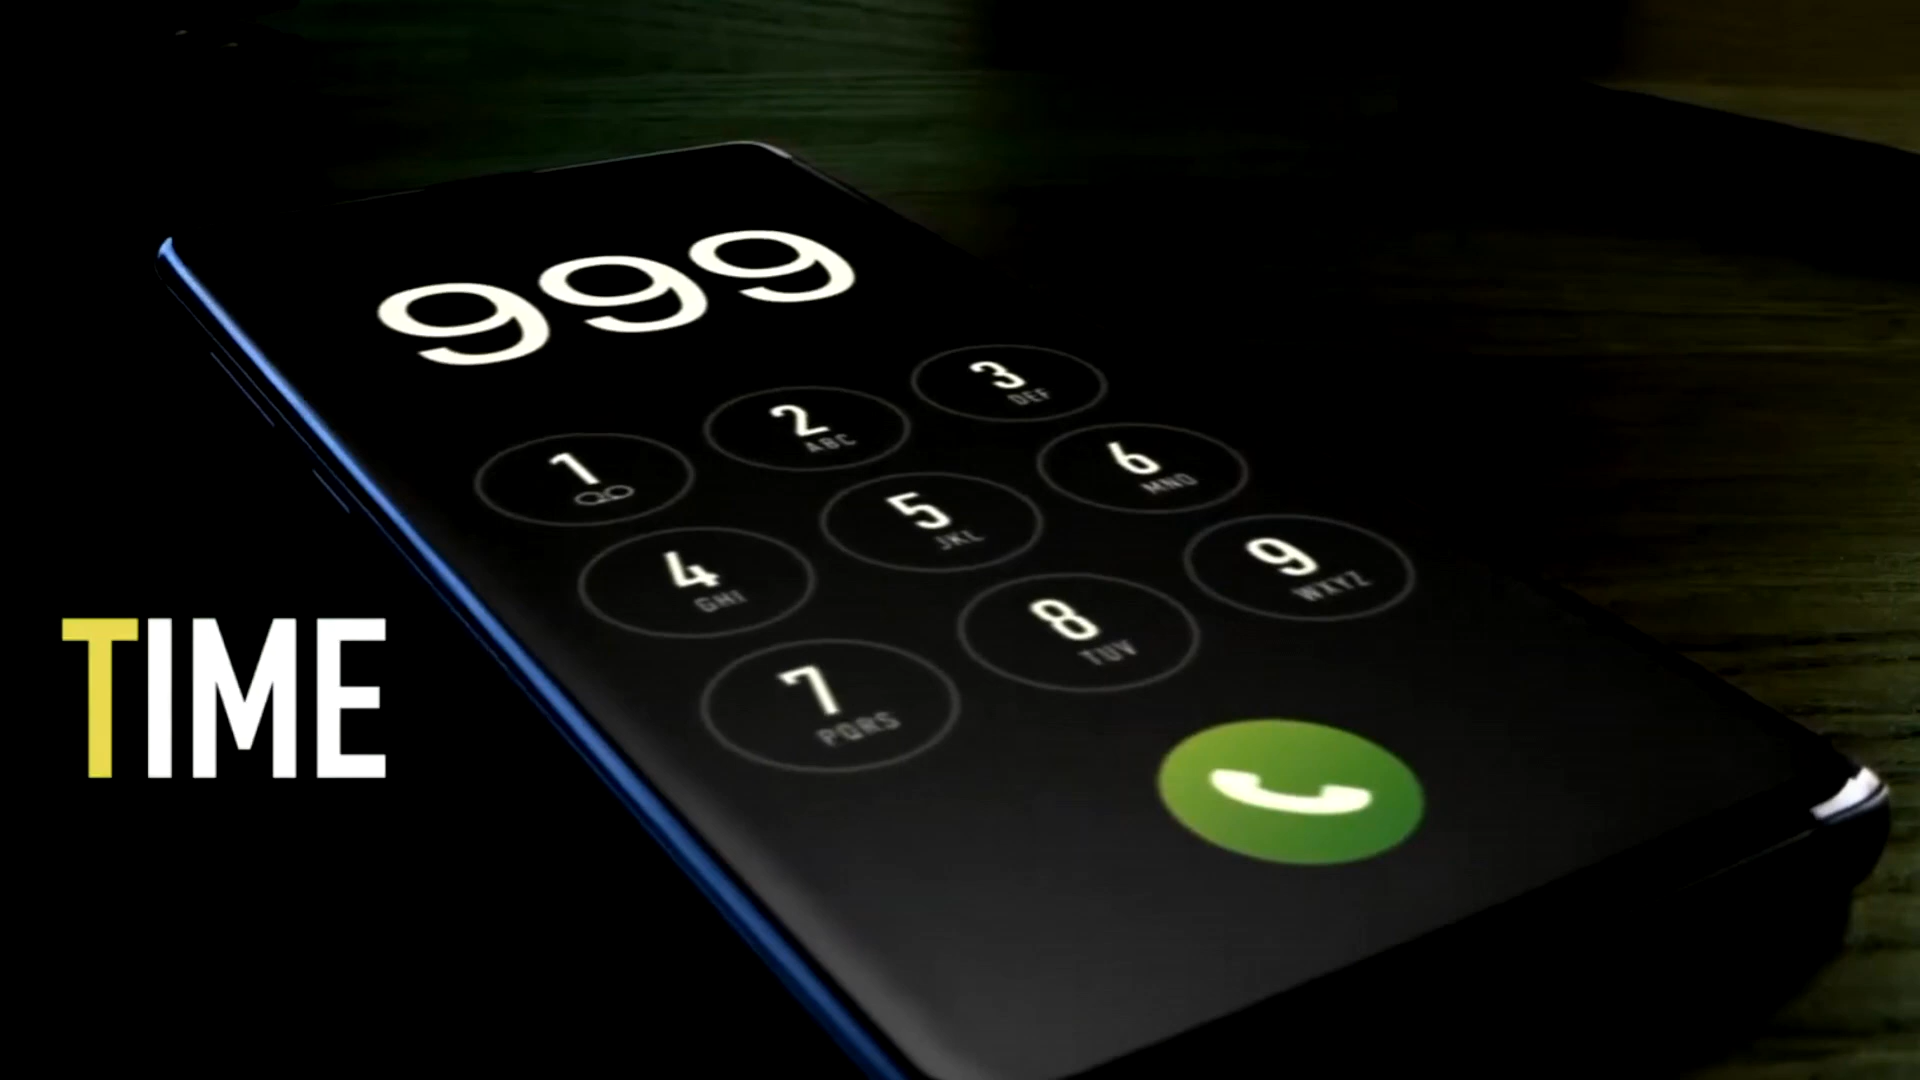 999
1
2 ABC
3 DEF
4 GHI
5 JKL
6 MNO
7 PQRS
8 TUV
9 WXYZ
TIME